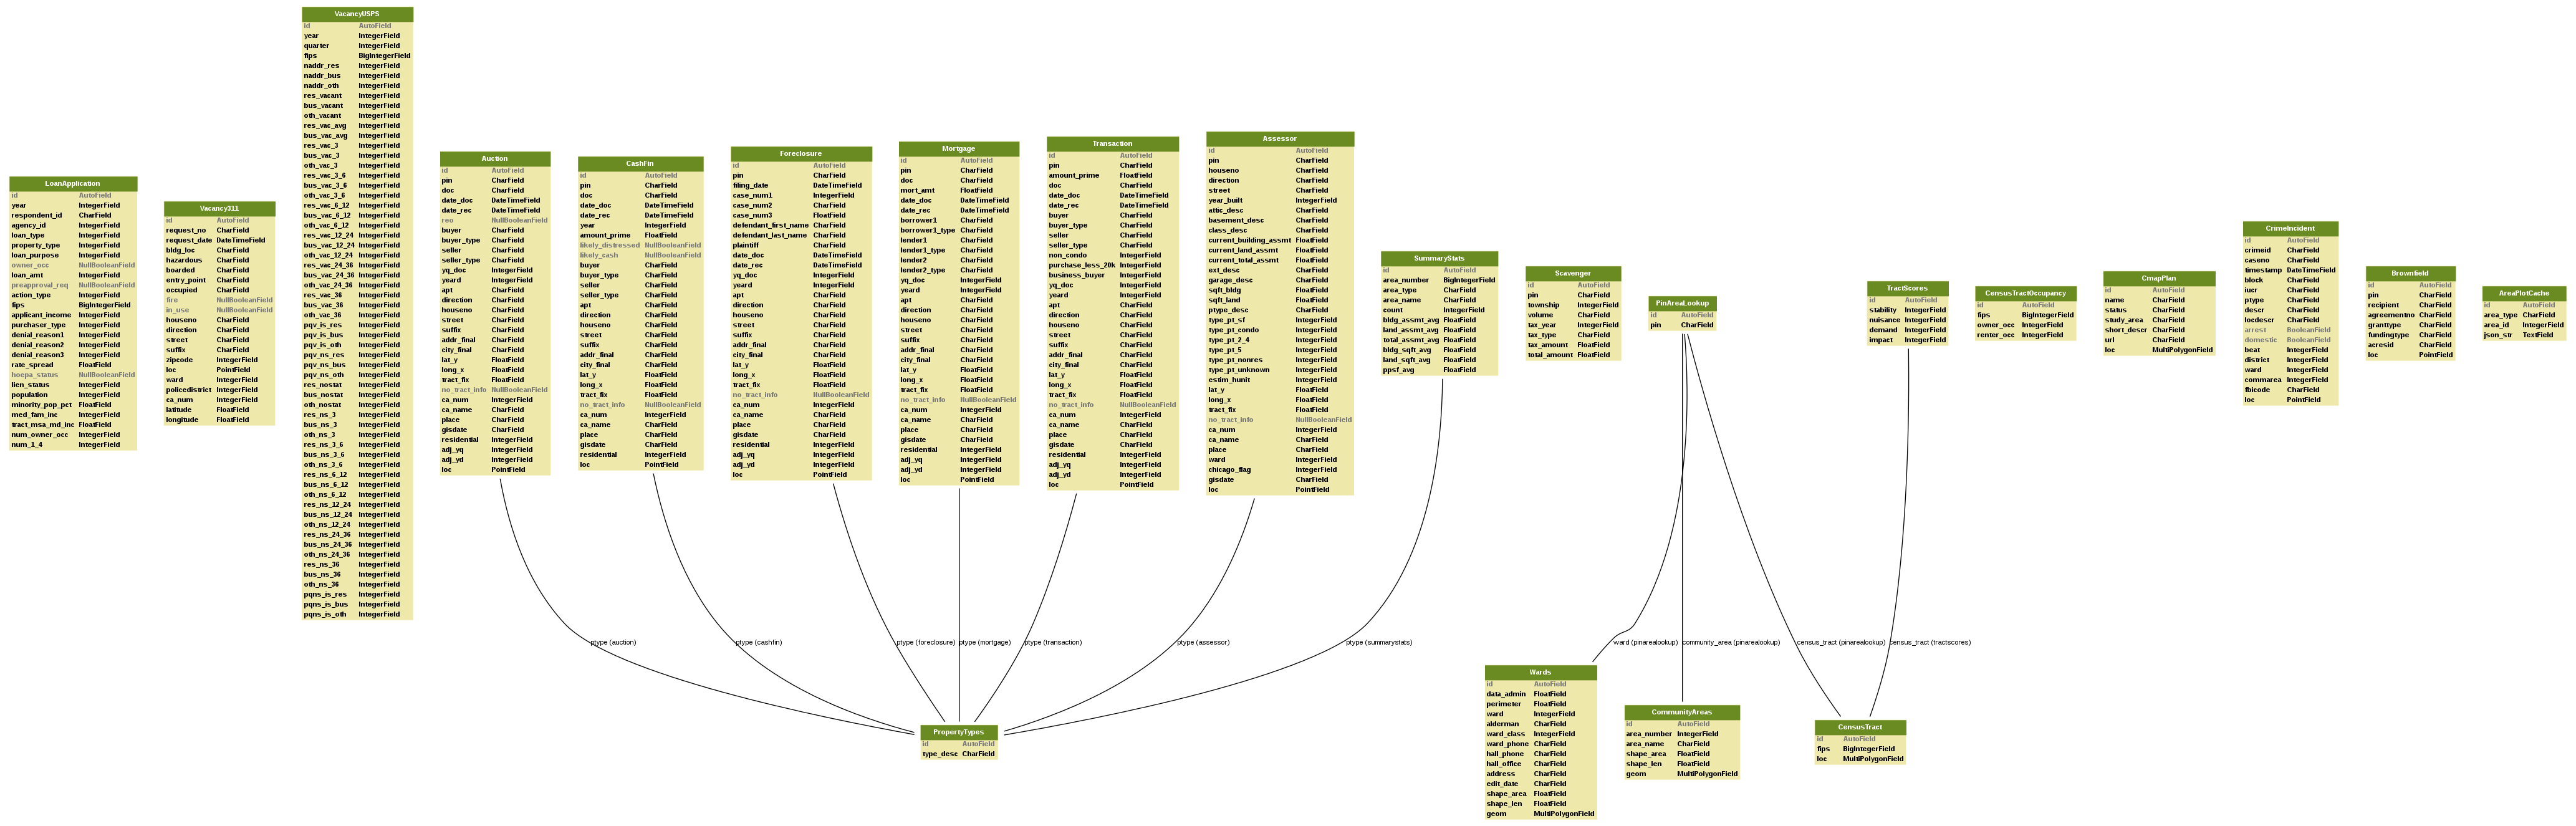 LoanApplication
id AutoField
year IntegerField
respondent_id CharField
agency_id IntegerField
loan_type IntegerField
property_type IntegerField
loan_purpose IntegerField
owner_occ NullBooleanField
loan_amt IntegerField
preapproval_req NullBooleanField
action_type IntegerField
fips BigIntegerField
applicant_income IntegerField
purchaser_type IntegerField
denial_reason1 IntegerField
denial_reason2 IntegerField
denial_reason3 IntegerField
rate_spread FloatField
hoepa_status NullBooleanField
lien_status IntegerField
population IntegerField
minority_pop_pct FloatField
med_fam_inc IntegerField
tract_msa_md_inc FloatField
num_owner_occ IntegerField
num_1_4 IntegerField
Vacancy311
id AutoField
request_no CharField
request_date DateTimeField
bldg_loc CharField
hazardous CharField
boarded CharField
entry_point CharField
occupied CharField
fire NullBooleanField
in_use NullBooleanField
houseno CharField
direction CharField
street CharField
suffix CharField
zipcode IntegerField
loc PointField
ward IntegerField
policedistrict IntegerField
ca_num IntegerField
latitude FloatField
longitude FloatField
VacancyUSPS
id AutoField
year IntegerField
quarter IntegerField
fips BigIntegerField
naddr_res IntegerField
naddr_bus IntegerField
naddr_oth IntegerField
res_vacant IntegerField
bus_vacant IntegerField
oth_vacant IntegerField
res_vac_avg IntegerField
bus_vac_avg IntegerField
res_vac_3 IntegerField
bus_vac_3 IntegerField
oth_vac_3 IntegerField
res_vac_3_6 IntegerField
bus_vac_3_6 IntegerField
oth_vac_3_6 IntegerField
res_vac_6_12 IntegerField
bus_vac_6_12 IntegerField
oth_vac_6_12 IntegerField
res_vac_12_24 IntegerField
bus_vac_12_24 IntegerField
oth_vac_12_24 IntegerField
res_vac_24_36 IntegerField
bus_vac_24_36 IntegerField
oth_vac_24_36 IntegerField
res_vac_36 IntegerField
bus_vac_36 IntegerField
oth_vac_36 IntegerField
pqv_is_res IntegerField
pqv_is_bus IntegerField
pqv_is_oth IntegerField
pqv_ns_res IntegerField
pqv_ns_bus IntegerField
pqv_ns_oth IntegerField
res_nostat IntegerField
bus_nostat IntegerField
oth_nostat IntegerField
res_ns_3 IntegerField
bus_ns_3 IntegerField
oth_ns_3 IntegerField
res_ns_3_6 IntegerField
bus_ns_3_6 IntegerField
oth_ns_3_6 IntegerField
res_ns_6_12 IntegerField
bus_ns_6_12 IntegerField
oth_ns_6_12 IntegerField
res_ns_12_24 IntegerField
bus_ns_12_24 IntegerField
oth_ns_12_24 IntegerField
res_ns_24_36 IntegerField
bus_ns_24_36 IntegerField
oth_ns_24_36 IntegerField
res_ns_36 IntegerField
bus_ns_36 IntegerField
oth_ns_36 IntegerField
pqns_is_res IntegerField
pqns_is_bus IntegerField
pqns_is_oth IntegerField
Auction
id AutoField
pin CharField
doc CharField
date_doc DateTimeField
date_rec DateTimeField
reo NullBooleanField
buyer CharField
buyer_type CharField
seller CharField
seller_type CharField
yq_doc IntegerField
yeard IntegerField
apt CharField
direction CharField
houseno CharField
street CharField
suffix CharField
addr_final CharField
city_final CharField
lat_y FloatField
long_x FloatField
tract_fix FloatField
no_tract_info NullBooleanField
ca_num IntegerField
ca_name CharField
place CharField
gisdate CharField
residential IntegerField
adj_yq IntegerField
adj_yd IntegerField
loc PointField
CashFin
id AutoField
pin CharField
doc CharField
date_doc DateTimeField
date_rec DateTimeField
year IntegerField
amount_prime FloatField
likely_distressed NullBooleanField
likely_cash NullBooleanField
buyer CharField
buyer_type CharField
seller CharField
seller_type CharField
apt CharField
direction CharField
houseno CharField
street CharField
suffix CharField
addr_final CharField
city_final CharField
lat_y FloatField
long_x FloatField
tract_fix FloatField
no_tract_info NullBooleanField
ca_num IntegerField
ca_name CharField
place CharField
gisdate CharField
residential IntegerField
loc PointField
Foreclosure
id AutoField
pin CharField
filing_date DateTimeField
case_num1 IntegerField
case_num2 CharField
case_num3 FloatField
defendant_first_name CharField
defendant_last_name CharField
plaintiff CharField
date_doc DateTimeField
date_rec DateTimeField
yq_doc IntegerField
yeard IntegerField
apt CharField
direction CharField
houseno CharField
street CharField
suffix CharField
addr_final CharField
city_final CharField
lat_y FloatField
long_x FloatField
tract_fix FloatField
no_tract_info NullBooleanField
ca_num IntegerField
ca_name CharField
place CharField
gisdate CharField
residential IntegerField
adj_yq IntegerField
adj_yd IntegerField
loc PointField
Mortgage
id AutoField
pin CharField
doc CharField
mort_amt FloatField
date_doc DateTimeField
date_rec DateTimeField
borrower1 CharField
borrower1_type CharField
lender1 CharField
lender1_type CharField
lender2 CharField
lender2_type CharField
yq_doc IntegerField
yeard IntegerField
apt CharField
direction CharField
houseno CharField
street CharField
suffix CharField
addr_final CharField
city_final CharField
lat_y FloatField
long_x FloatField
tract_fix FloatField
no_tract_info NullBooleanField
ca_num IntegerField
ca_name CharField
place CharField
gisdate CharField
residential IntegerField
adj_yq IntegerField
adj_yd IntegerField
loc PointField
Transaction
id AutoField
pin CharField
amount_prime FloatField
doc CharField
date_doc DateTimeField
date_rec DateTimeField
buyer CharField
buyer_type CharField
seller CharField
seller_type CharField
non_condo IntegerField
purchase_less_20k IntegerField
business_buyer IntegerField
yq_doc IntegerField
yeard IntegerField
apt CharField
direction CharField
houseno CharField
street CharField
suffix CharField
addr_final CharField
city_final CharField
lat_y FloatField
long_x FloatField
tract_fix FloatField
no_tract_info NullBooleanField
ca_num IntegerField
ca_name CharField
place CharField
gisdate CharField
residential IntegerField
adj_yq IntegerField
adj_yd IntegerField
loc PointField
Assessor
id AutoField
pin CharField
houseno CharField
direction CharField
street CharField
year_built IntegerField
attic_desc CharField
basement_desc CharField
class_desc CharField
current_building_assmt FloatField
current_land_assmt FloatField
current_total_assmt FloatField
ext_desc CharField
garage_desc CharField
sqft_bldg FloatField
sqft_land FloatField
ptype_desc CharField
type_pt_sf IntegerField
type_pt_condo IntegerField
type_pt_2_4 IntegerField
type_pt_5 IntegerField
type_pt_nonres IntegerField
type_pt_unknown IntegerField
estim_hunit IntegerField
lat_y FloatField
long_x FloatField
tract_fix FloatField
no_tract_info NullBooleanField
ca_num IntegerField
ca_name CharField
place CharField
ward IntegerField
chicago_flag IntegerField
gisdate CharField
loc PointField
SummaryStats
id AutoField
area_number BigIntegerField
area_type CharField
area_name CharField
count IntegerField
bldg_assmt_avg FloatField
land_assmt_avg FloatField
total_assmt_avg FloatField
bldg_sqft_avg FloatField
land_sqft_avg FloatField
ppsf_avg FloatField
Scavenger
id AutoField
pin CharField
township IntegerField
volume CharField
tax_year IntegerField
tax_type CharField
tax_amount FloatField
total_amount FloatField
PinAreaLookup
id AutoField
pin CharField
TractScores
id AutoField
stability IntegerField
nuisance IntegerField
demand IntegerField
impact IntegerField
CensusTractOccupancy
id AutoField
fips BigIntegerField
owner_occ IntegerField
renter_occ IntegerField
CmapPlan
id AutoField
name CharField
status CharField
study_area CharField
short_descr CharField
url CharField
loc MultiPolygonField
CrimeIncident
id AutoField
crimeid CharField
caseno CharField
timestamp DateTimeField
block CharField
iucr CharField
ptype CharField
descr CharField
locdescr CharField
arrest BooleanField
domestic BooleanField
beat IntegerField
district IntegerField
ward IntegerField
commarea IntegerField
fbicode CharField
loc PointField
Brownfield
id AutoField
pin CharField
recipient CharField
agreementno CharField
granttype CharField
fundingtype CharField
acresid CharField
loc PointField
AreaPlotCache
id AutoField
area_type CharField
area_id IntegerField
json_str TextField
ptype (auction)
ptype (cashfin)
ptype (foreclosure)
ptype (mortgage)
ptype (transaction)
ptype (assessor)
ptype (summarystats)
ward (pinarealookup)
community_area (pinarealookup)
census_tract (pinarealookup)
census_tract (tractscores)
PropertyTypes
id AutoField
type_desc CharField
Wards
id AutoField
data_admin FloatField
perimeter FloatField
ward IntegerField
alderman CharField
ward_class IntegerField
ward_phone CharField
hall_phone CharField
hall_office CharField
address CharField
edit_date CharField
shape_area FloatField
shape_len FloatField
geom MultiPolygonField
CommunityAreas
id AutoField
area_number IntegerField
area_name CharField
shape_area FloatField
shape_len FloatField
geom MultiPolygonField
CensusTract
id AutoField
fips BigIntegerField
loc MultiPolygonField